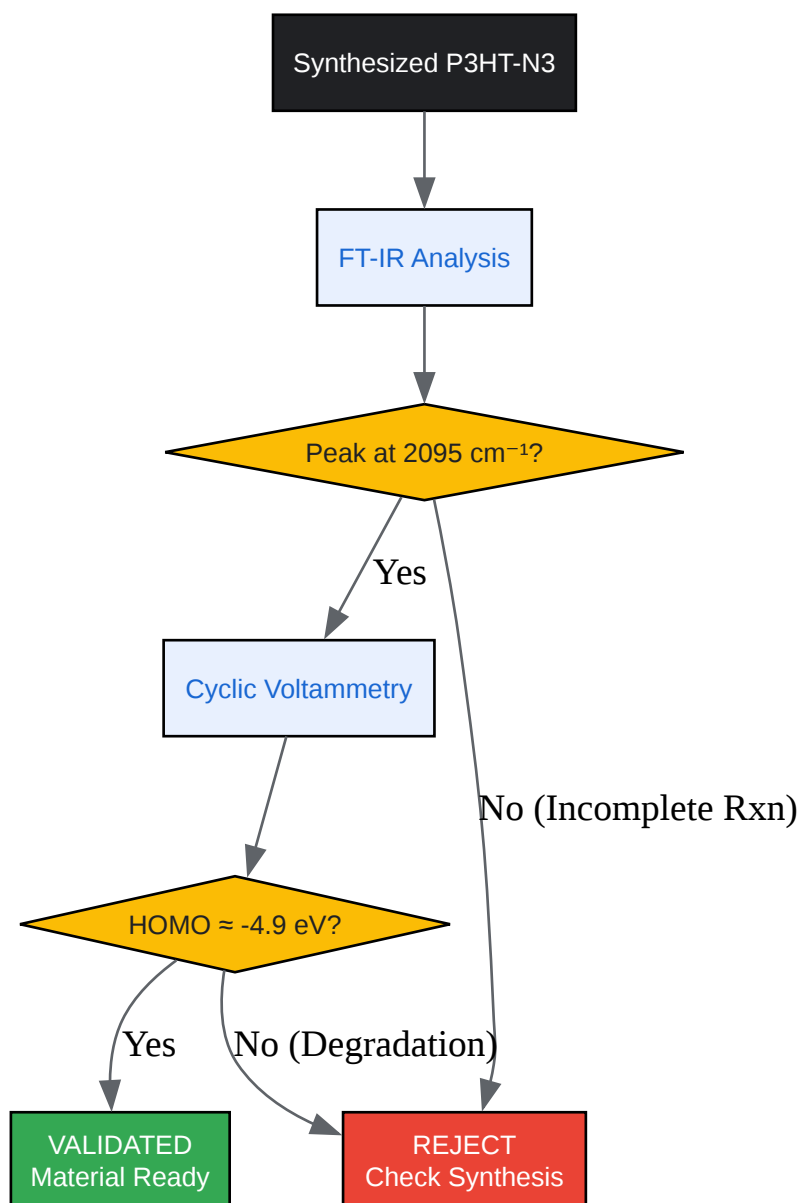 Synthesized P3HT-N3
FT-IR Analysis
Peak at 2095 cm⁻¹?
Yes
Cyclic Voltammetry
No (Incomplete Rxn)
HOMO ≈ -4.9 eV?
Yes
No (Degradation)
VALIDATED
Material Ready
REJECT
Check Synthesis